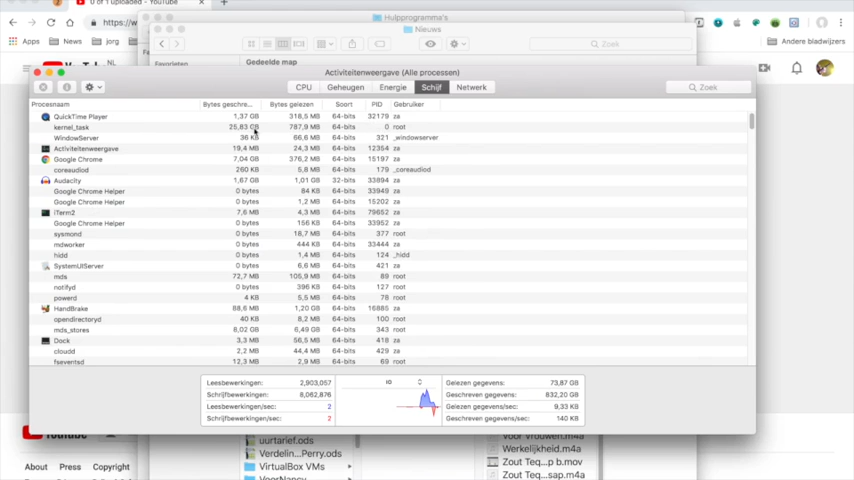 0 of 1 uploaded - YouTube
https://w
Hulpprogramma's
Nieuws
Apps News jorg
Andere bladwijzers
Zoek
Favorieten Gedeelde map
NL
Activiteitenweergave (Alle processen)
CPU Geheugen Energie Schijf Netwerk Zoek
Procesnaam Bytes geschre... Bytes gelezen Soort PID Gebruiker
QuickTime Player 1,37 GB 318,5 MB 64-bits 32179 za
kernel_task 25,83 GB 787,9 MB 64-bits 0 root
WindowServer 36 KB 66,6 MB 64-bits 321 _windowserver
Activiteitenweergave 19,4 MB 24,3 MB 64-bits 12354 za
Google Chrome 7,04 GB 376,2 MB 64-bits 15197 za
coreaudiod 260 KB 5,8 MB 64-bits 179 _coreaudiod
Audacity 1,67 GB 1,01 GB 32-bits 33894 za
Google Chrome Helper 0 bytes 84 KB 64-bits 33949 za
Google Chrome Helper 0 bytes 1,2 MB 64-bits 15202 za
iTerm2 7,6 MB 4,3 MB 64-bits 79652 za
Google Chrome Helper 0 bytes 156 KB 64-bits 33952 za
sysmond 0 bytes 18,7 MB 64-bits 377 root
mdworker 0 bytes 444 KB 64-bits 33444 za
hidd 0 bytes 1,4 MB 64-bits 124 _hidd
SystemUIServer 0 bytes 6,6 MB 64-bits 421 za
mds 72,7 MB 105,9 MB 64-bits 89 root
notifyd 0 bytes 396 KB 64-bits 127 root
powerd 4 KB 5,5 MB 64-bits 78 root
HandBrake 88,6 MB 1,20 GB 64-bits 16885 za
opendirectoryd 40 KB 8,2 MB 64-bits 100 root
mds_stores 8,02 GB 6,49 GB 64-bits 343 root
Dock 3,3 MB 56,5 MB 64-bits 418 za
cloudd 2,2 MB 44,4 MB 64-bits 429 za
fseventsd 12,3 MB 2,9 MB 64-bits 69 root
Leesbewerkingen: 2,903,057 IO Gelezen gegevens: 73,87 GB
Schrijfbewerkingen: 8,062,876 Geschreven gegevens: 632,20 GB
Leesbewerkingen/sec: 2 Gelezen gegevens/sec: 9,33 KB
Schrijfbewerkingen/sec: 2 Geschreven gegevens/sec: 140 KB
YouTube
Voor Vrouwen.m4a
uurtarief.ods Werkelijkheid.m4a
Verdelin...Perry.ods Zout Teq...p b.mov
About Press Copyright VirtualBox VMs Zout Teq...sap.m4a
VoorNancy